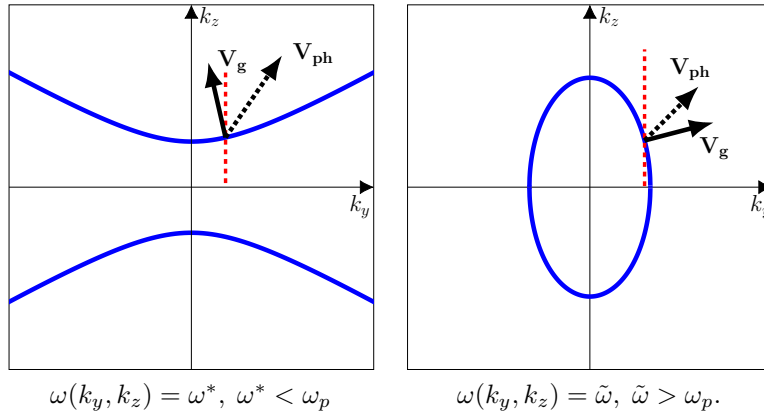 k_z
V_g
V_ph
k_y
ω(k_y, k_z) = ω*, ω* < ω_p
k_z
V_ph
V_g
k
ω(k_y, k_z) = ω̃, ω̃ > ω_p.